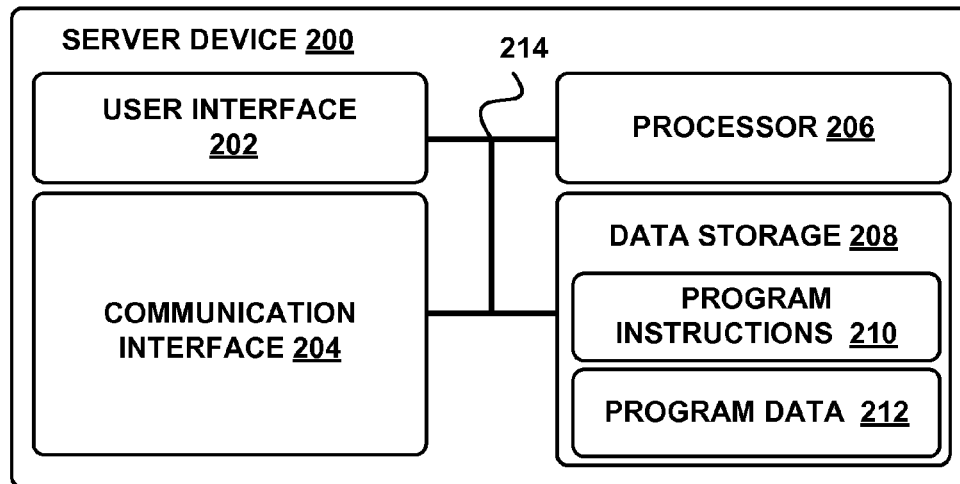 SERVER DEVICE 200
214
USER INTERFACE
202
PROCESSOR 206
COMMUNICATION
INTERFACE 204
DATA STORAGE 208
PROGRAM
INSTRUCTIONS 210
PROGRAM DATA 212